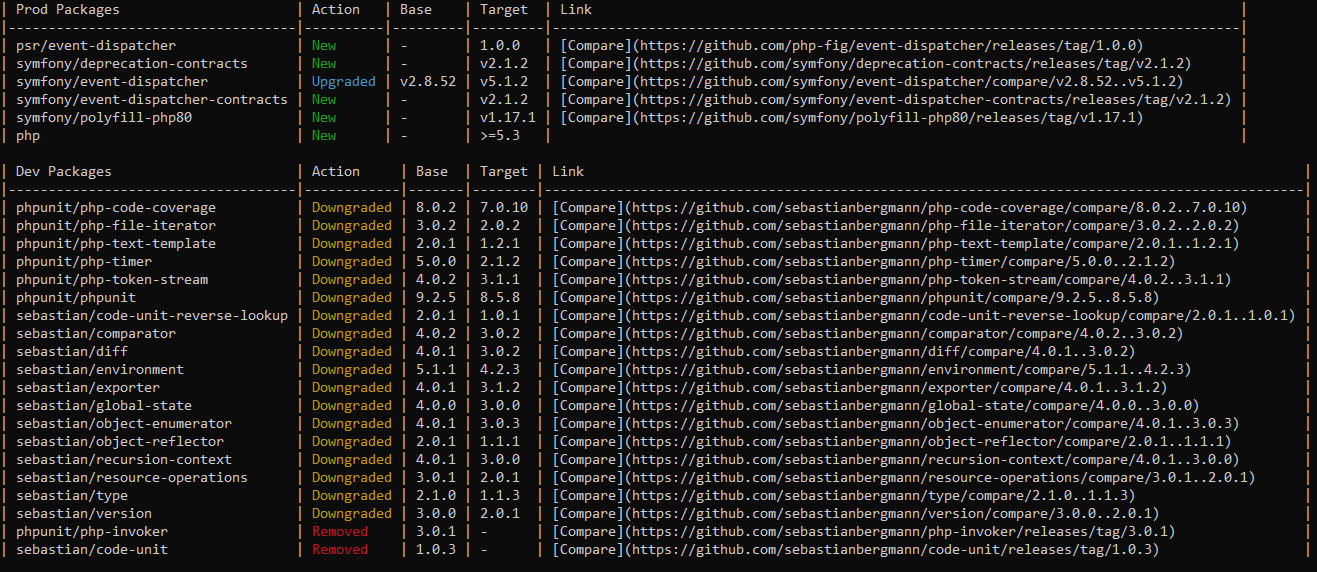 | Prod Packages                       | Action   | Base    | Target  | Link                                                                                |
|------------------------------------|----------|---------|---------|-------------------------------------------------------------------------------------|
| psr/event-dispatcher               | New      | -       | 1.0.0   | [Compare](https://github.com/php-fig/event-dispatcher/releases/tag/1.0.0)            |
| symfony/deprecation-contracts      | New      | -       | v2.1.2  | [Compare](https://github.com/symfony/deprecation-contracts/releases/tag/v2.1.2)      |
| symfony/event-dispatcher           | Upgraded | v2.8.52 | v5.1.2  | [Compare](https://github.com/symfony/event-dispatcher/compare/v2.8.52..v5.1.2)       |
| symfony/event-dispatcher-contracts | New      | -       | v2.1.2  | [Compare](https://github.com/symfony/event-dispatcher-contracts/releases/tag/v2.1.2) |
| symfony/polyfill-php80             | New      | -       | v1.17.1 | [Compare](https://github.com/symfony/polyfill-php80/releases/tag/v1.17.1)            |
| php                                | New      | -       | >=5.3   |                                                                                     |
| Dev Packages                       | Action     | Base  | Target | Link                                                                                          |
|------------------------------------|------------|-------|--------|-----------------------------------------------------------------------------------------------|
| phpunit/php-code-coverage          | Downgraded | 8.0.2 | 7.0.10 | [Compare](https://github.com/sebastianbergmann/php-code-coverage/compare/8.0.2..7.0.10)        |
| phpunit/php-file-iterator          | Downgraded | 3.0.2 | 2.0.2  | [Compare](https://github.com/sebastianbergmann/php-file-iterator/compare/3.0.2..2.0.2)         |
| phpunit/php-text-template          | Downgraded | 2.0.1 | 1.2.1  | [Compare](https://github.com/sebastianbergmann/php-text-template/compare/2.0.1..1.2.1)         |
| phpunit/php-timer                  | Downgraded | 5.0.0 | 2.1.2  | [Compare](https://github.com/sebastianbergmann/php-timer/compare/5.0.0..2.1.2)                 |
| phpunit/php-token-stream           | Downgraded | 4.0.2 | 3.1.1  | [Compare](https://github.com/sebastianbergmann/php-token-stream/compare/4.0.2..3.1.1)          |
| phpunit/phpunit                    | Downgraded | 9.2.5 | 8.5.8  | [Compare](https://github.com/sebastianbergmann/phpunit/compare/9.2.5..8.5.8)                   |
| sebastian/code-unit-reverse-lookup | Downgraded | 2.0.1 | 1.0.1  | [Compare](https://github.com/sebastianbergmann/code-unit-reverse-lookup/compare/2.0.1..1.0.1)  |
| sebastian/comparator               | Downgraded | 4.0.2 | 3.0.2  | [Compare](https://github.com/sebastianbergmann/comparator/compare/4.0.2..3.0.2)                |
| sebastian/diff                     | Downgraded | 4.0.1 | 3.0.2  | [Compare](https://github.com/sebastianbergmann/diff/compare/4.0.1..3.0.2)                      |
| sebastian/environment              | Downgraded | 5.1.1 | 4.2.3  | [Compare](https://github.com/sebastianbergmann/environment/compare/5.1.1..4.2.3)               |
| sebastian/exporter                 | Downgraded | 4.0.1 | 3.1.2  | [Compare](https://github.com/sebastianbergmann/exporter/compare/4.0.1..3.1.2)                  |
| sebastian/global-state             | Downgraded | 4.0.0 | 3.0.0  | [Compare](https://github.com/sebastianbergmann/global-state/compare/4.0.0..3.0.0)              |
| sebastian/object-enumerator        | Downgraded | 4.0.1 | 3.0.3  | [Compare](https://github.com/sebastianbergmann/object-enumerator/compare/4.0.1..3.0.3)         |
| sebastian/object-reflector         | Downgraded | 2.0.1 | 1.1.1  | [Compare](https://github.com/sebastianbergmann/object-reflector/compare/2.0.1..1.1.1)          |
| sebastian/recursion-context        | Downgraded | 4.0.1 | 3.0.0  | [Compare](https://github.com/sebastianbergmann/recursion-context/compare/4.0.1..3.0.0)         |
| sebastian/resource-operations      | Downgraded | 3.0.1 | 2.0.1  | [Compare](https://github.com/sebastianbergmann/resource-operations/compare/3.0.1..2.0.1)       |
| sebastian/type                     | Downgraded | 2.1.0 | 1.1.3  | [Compare](https://github.com/sebastianbergmann/type/compare/2.1.0..1.1.3)                      |
| sebastian/version                  | Downgraded | 3.0.0 | 2.0.1  | [Compare](https://github.com/sebastianbergmann/version/compare/3.0.0..2.0.1)                   |
| phpunit/php-invoker                | Removed    | 3.0.1 | -      | [Compare](https://github.com/sebastianbergmann/php-invoker/releases/tag/3.0.1)                 |
| sebastian/code-unit                | Removed    | 1.0.3 | -      | [Compare](https://github.com/sebastianbergmann/code-unit/releases/tag/1.0.3)                   |